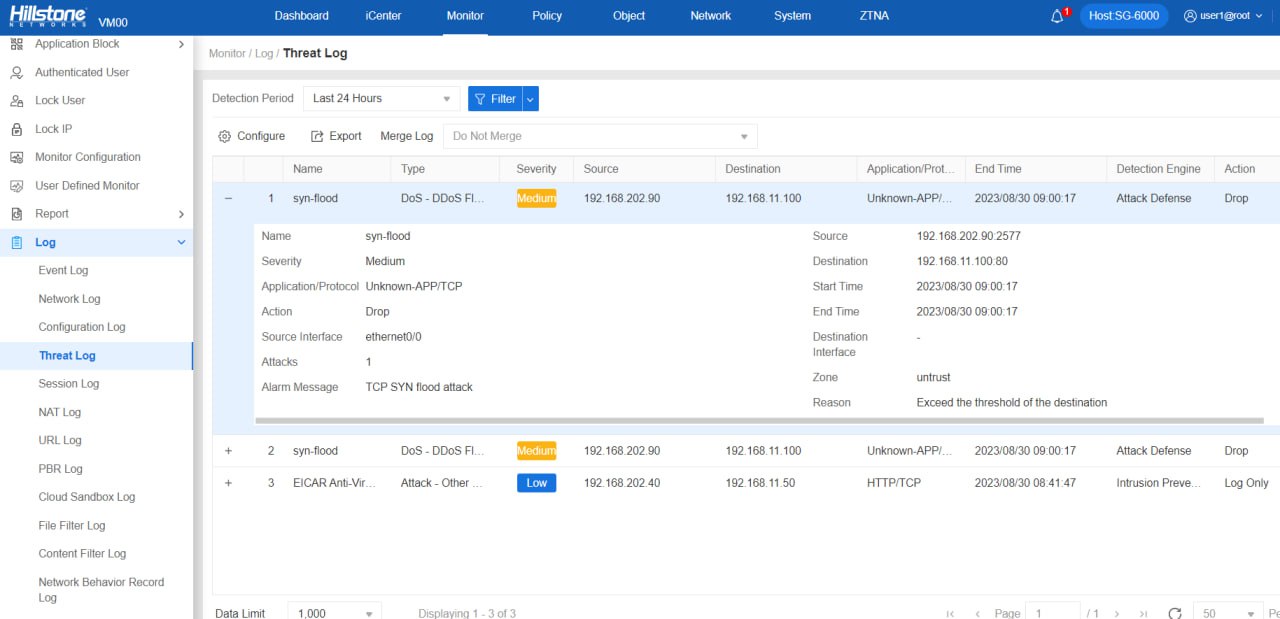 Hillstone NETWORKS VM00
Dashboard iCenter Monitor Policy Object Network System ZTNA
1 Host:SG-6000 user1@root
Application Block
Authenticated User
Lock User
Lock IP
Monitor Configuration
User Defined Monitor
Report
Log
Event Log
Network Log
Configuration Log
Threat Log
Session Log
NAT Log
URL Log
PBR Log
Cloud Sandbox Log
File Filter Log
Content Filter Log
Network Behavior Record
Log
Monitor / Log / Threat Log
Detection Period Last 24 Hours Filter
Configure Export Merge Log Do Not Merge
Name Type Severity Source Destination Application/Prot... End Time Detection Engine Action
− 1 syn-flood DoS - DDoS Fl... Medium 192.168.202.90 192.168.11.100 Unknown-APP/... 2023/08/30 09:00:17 Attack Defense Drop
Name syn-flood
Severity Medium
Application/Protocol Unknown-APP/TCP
Action Drop
Source Interface ethernet0/0
Attacks 1
Alarm Message TCP SYN flood attack
Source 192.168.202.90:2577
Destination 192.168.11.100:80
Start Time 2023/08/30 09:00:17
End Time 2023/08/30 09:00:17
Destination -
Interface
Zone untrust
Reason Exceed the threshold of the destination
+ 2 syn-flood DoS - DDoS Fl... Medium 192.168.202.90 192.168.11.100 Unknown-APP/... 2023/08/30 09:00:17 Attack Defense Drop
+ 3 EICAR Anti-Vir... Attack - Other ... Low 192.168.202.40 192.168.11.50 HTTP/TCP 2023/08/30 08:41:47 Intrusion Preve... Log Only
Data Limit 1,000 Displaying 1 - 3 of 3 Page 1 / 1 50 Pe